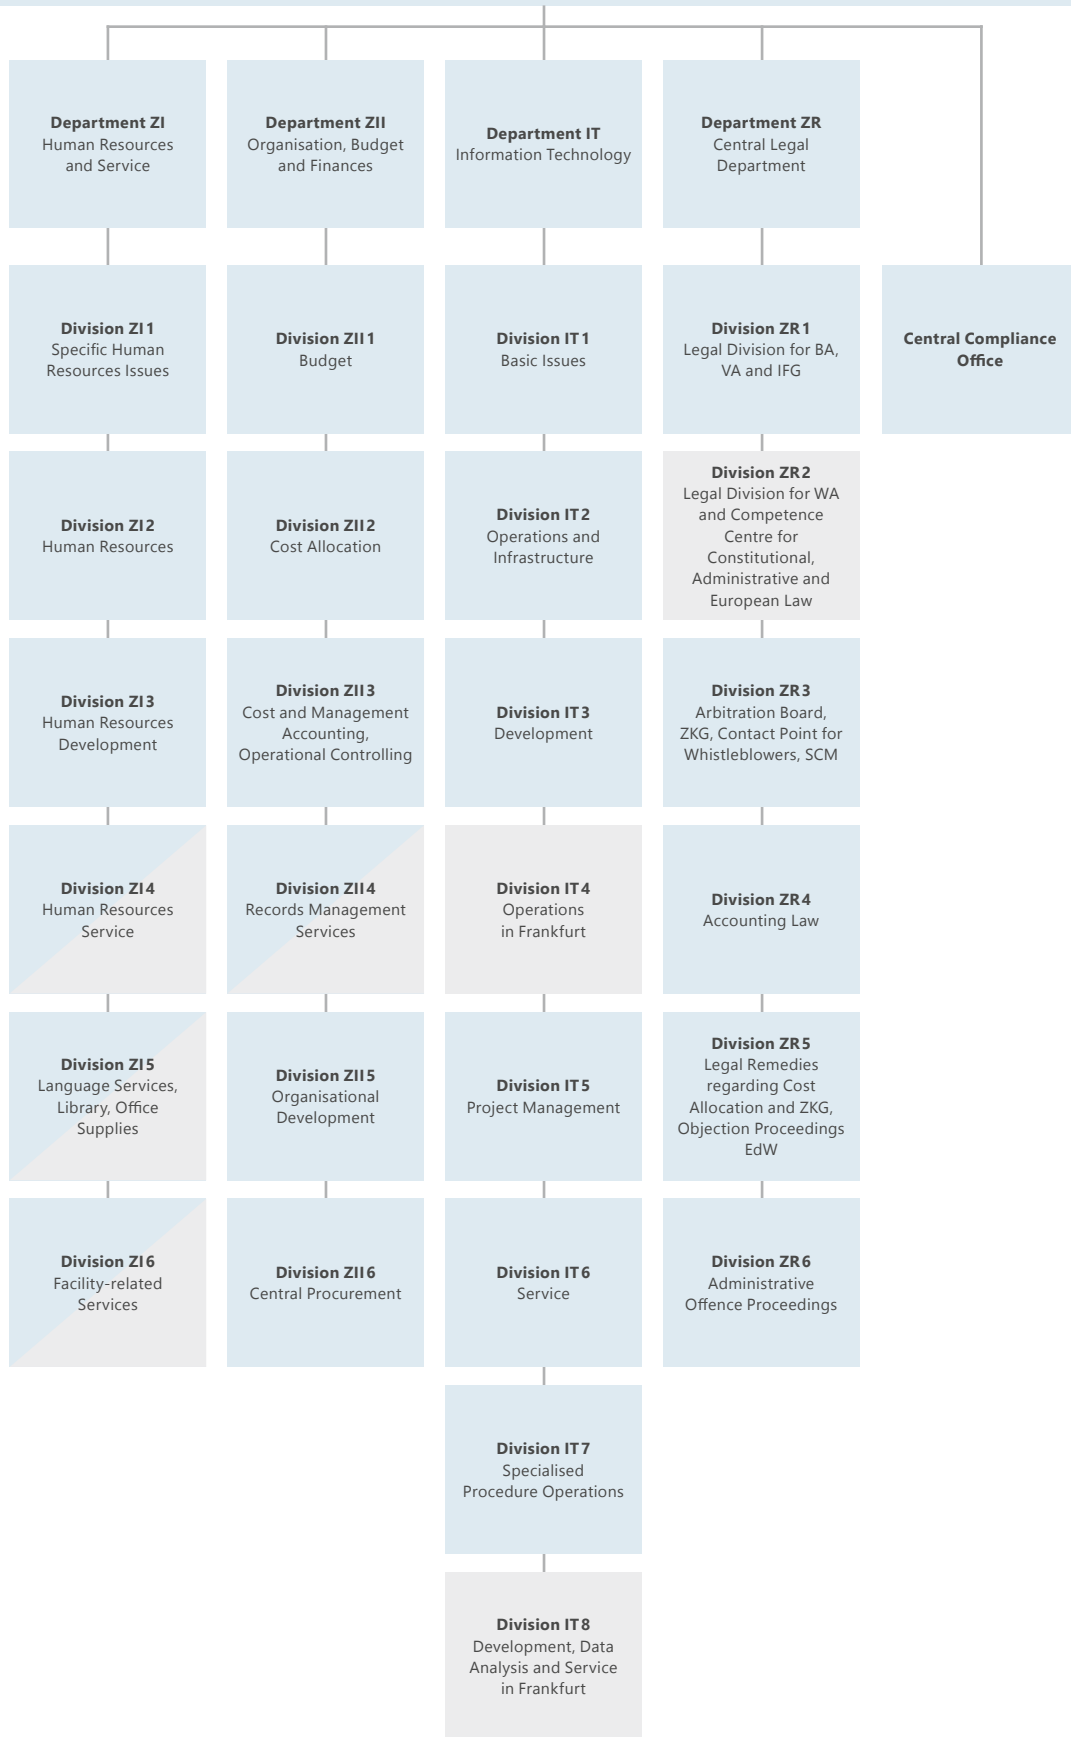 Department ZI
Human Resources
and Service
Department ZII
Organisation, Budget
and Finances
Department IT
Information Technology
Department ZR
Central Legal
Department
Division ZI 1
Specific Human
Resources Issues
Division ZII 1
Budget
Division IT 1
Basic Issues
Division ZR 1
Legal Division for BA,
VA and IFG
Central Compliance
Office
Division ZI 2
Human Resources
Division ZII 2
Cost Allocation
Division IT 2
Operations and
Infrastructure
Division ZR 2
Legal Division for WA
and Competence
Centre for
Constitutional,
Administrative and
European Law
Division ZI 3
Human Resources
Development
Division ZII 3
Cost and Management
Accounting,
Operational Controlling
Division IT 3
Development
Division ZR 3
Arbitration Board,
ZKG, Contact Point for
Whistleblowers, SCM
Division ZI 4
Human Resources
Service
Division ZII 4
Records Management
Services
Division IT 4
Operations
in Frankfurt
Division ZR 4
Accounting Law
Division ZI 5
Language Services,
Library, Office
Supplies
Division ZII 5
Organisational
Development
Division IT 5
Project Management
Division ZR 5
Legal Remedies
regarding Cost
Allocation and ZKG,
Objection Proceedings
EdW
Division ZI 6
Facility-related
Services
Division ZII 6
Central Procurement
Division IT 6
Service
Division ZR 6
Administrative
Offence Proceedings
Division IT 7
Specialised
Procedure Operations
Division IT 8
Development, Data
Analysis and Service
in Frankfurt